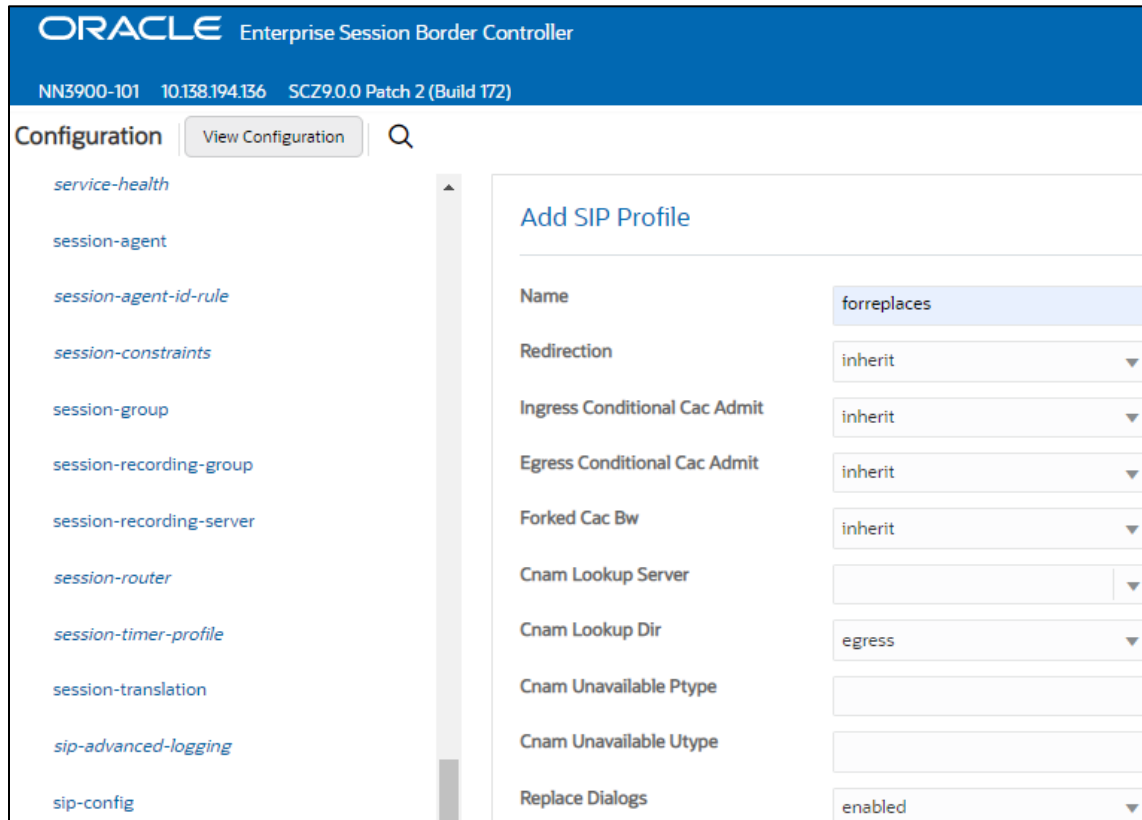 ORACLE Enterprise Session Border Controller
NN3900-101 10.138.194.136 SCZ9.0.0 Patch 2 (Build 172)
Configuration View Configuration
service-health
session-agent
session-agent-id-rule
session-constraints
session-group
session-recording-group
session-recording-server
session-router
session-timer-profile
session-translation
sip-advanced-logging
sip-config
Add SIP Profile
Name forreplaces
Redirection inherit
Ingress Conditional Cac Admit inherit
Egress Conditional Cac Admit inherit
Forked Cac Bw inherit
Cnam Lookup Server
Cnam Lookup Dir egress
Cnam Unavailable Ptype
Cnam Unavailable Utype
Replace Dialogs enabled